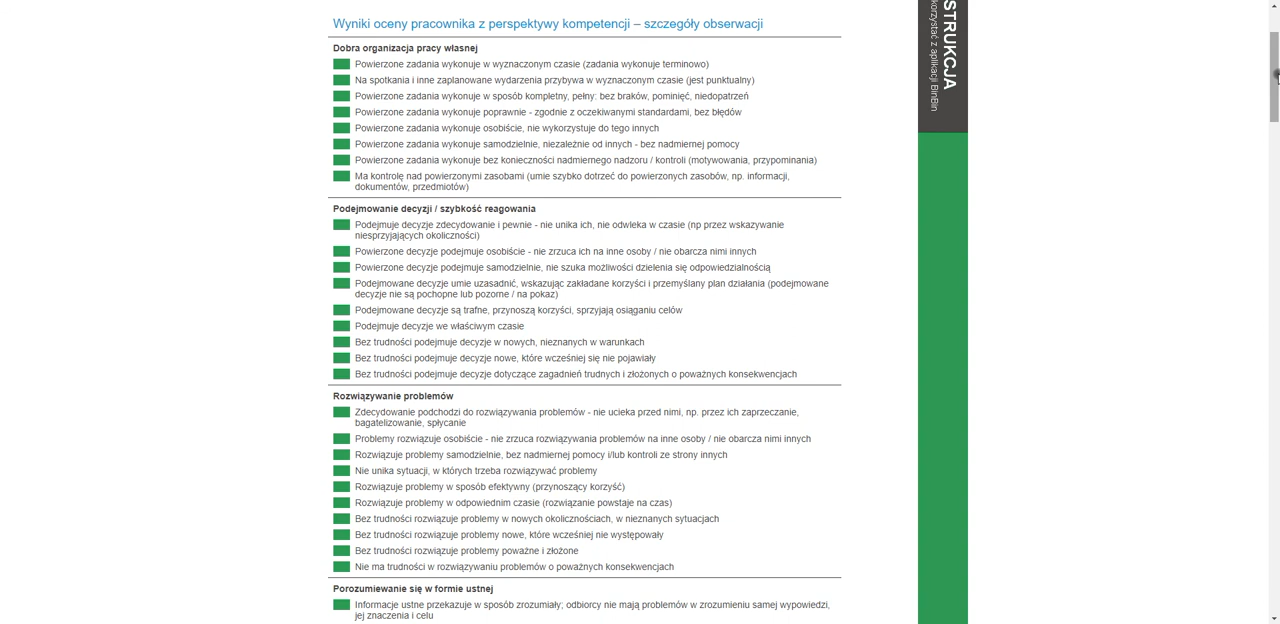 Wyniki oceny pracownika z perspektywy kompetencji – szczegóły obserwacji
Dobra organizacja pracy własnej
Powierzone zadania wykonuje w wyznaczonym czasie (zadania wykonuje terminowo)
Na spotkania i inne zaplanowane wydarzenia przybywa w wyznaczonym czasie (jest punktualny)
Powierzone zadania wykonuje w sposób kompletny, pełny: bez braków, pominięć, niedopatrzeń
Powierzone zadania wykonuje poprawnie - zgodnie z oczekiwanymi standardami, bez błędów
Powierzone zadania wykonuje osobiście, nie wykorzystuje do tego innych
Powierzone zadania wykonuje samodzielnie, niezależnie od innych - bez nadmiernej pomocy
Powierzone zadania wykonuje bez konieczności nadmiernego nadzoru / kontroli (motywowania, przypominania)
Ma kontrolę nad powierzonymi zasobami (umie szybko dotrzeć do powierzonych zasobów, np. informacji,
dokumentów, przedmiotów)
Podejmowanie decyzji / szybkość reagowania
Podejmuje decyzje zdecydowanie i pewnie - nie unika ich, nie odwleka w czasie (np przez wskazywanie
niesprzyjających okoliczności)
Powierzone decyzje podejmuje osobiście - nie zrzuca ich na inne osoby / nie obarcza nimi innych
Powierzone decyzje podejmuje samodzielnie, nie szuka możliwości dzielenia się odpowiedzialnością
Podejmowane decyzje umie uzasadnić, wskazując zakładane korzyści i przemyślany plan działania (podejmowane
decyzje nie są pochopne lub pozorne / na pokaz)
Podejmowane decyzje są trafne, przynoszą korzyści, sprzyjają osiąganiu celów
Podejmuje decyzje we właściwym czasie
Bez trudności podejmuje decyzje w nowych, nieznanych w warunkach
Bez trudności podejmuje decyzje nowe, które wcześniej się nie pojawiały
Bez trudności podejmuje decyzje dotyczące zagadnień trudnych i złożonych o poważnych konsekwencjach
Rozwiązywanie problemów
Zdecydowanie podchodzi do rozwiązywania problemów - nie ucieka przed nimi, np. przez ich zaprzeczanie,
bagatelizowanie, spłycanie
Problemy rozwiązuje osobiście - nie zrzuca rozwiązywania problemów na inne osoby / nie obarcza nimi innych
Rozwiązuje problemy samodzielnie, bez nadmiernej pomocy i/lub kontroli ze strony innych
Nie unika sytuacji, w których trzeba rozwiązywać problemy
Rozwiązuje problemy w sposób efektywny (przynoszący korzyść)
Rozwiązuje problemy w odpowiednim czasie (rozwiązanie powstaje na czas)
Bez trudności rozwiązuje problemy w nowych okolicznościach, w nieznanych sytuacjach
Bez trudności rozwiązuje problemy nowe, które wcześniej nie występowały
Bez trudności rozwiązuje problemy poważne i złożone
Nie ma trudności w rozwiązywaniu problemów o poważnych konsekwencjach
Porozumiewanie się w formie ustnej
Informacje ustne przekazuje w sposób zrozumiały; odbiorcy nie mają problemów w zrozumieniu samej wypowiedzi,
jej znaczenia i celu
STRUKCJA
korzystać z aplikacji BinBin